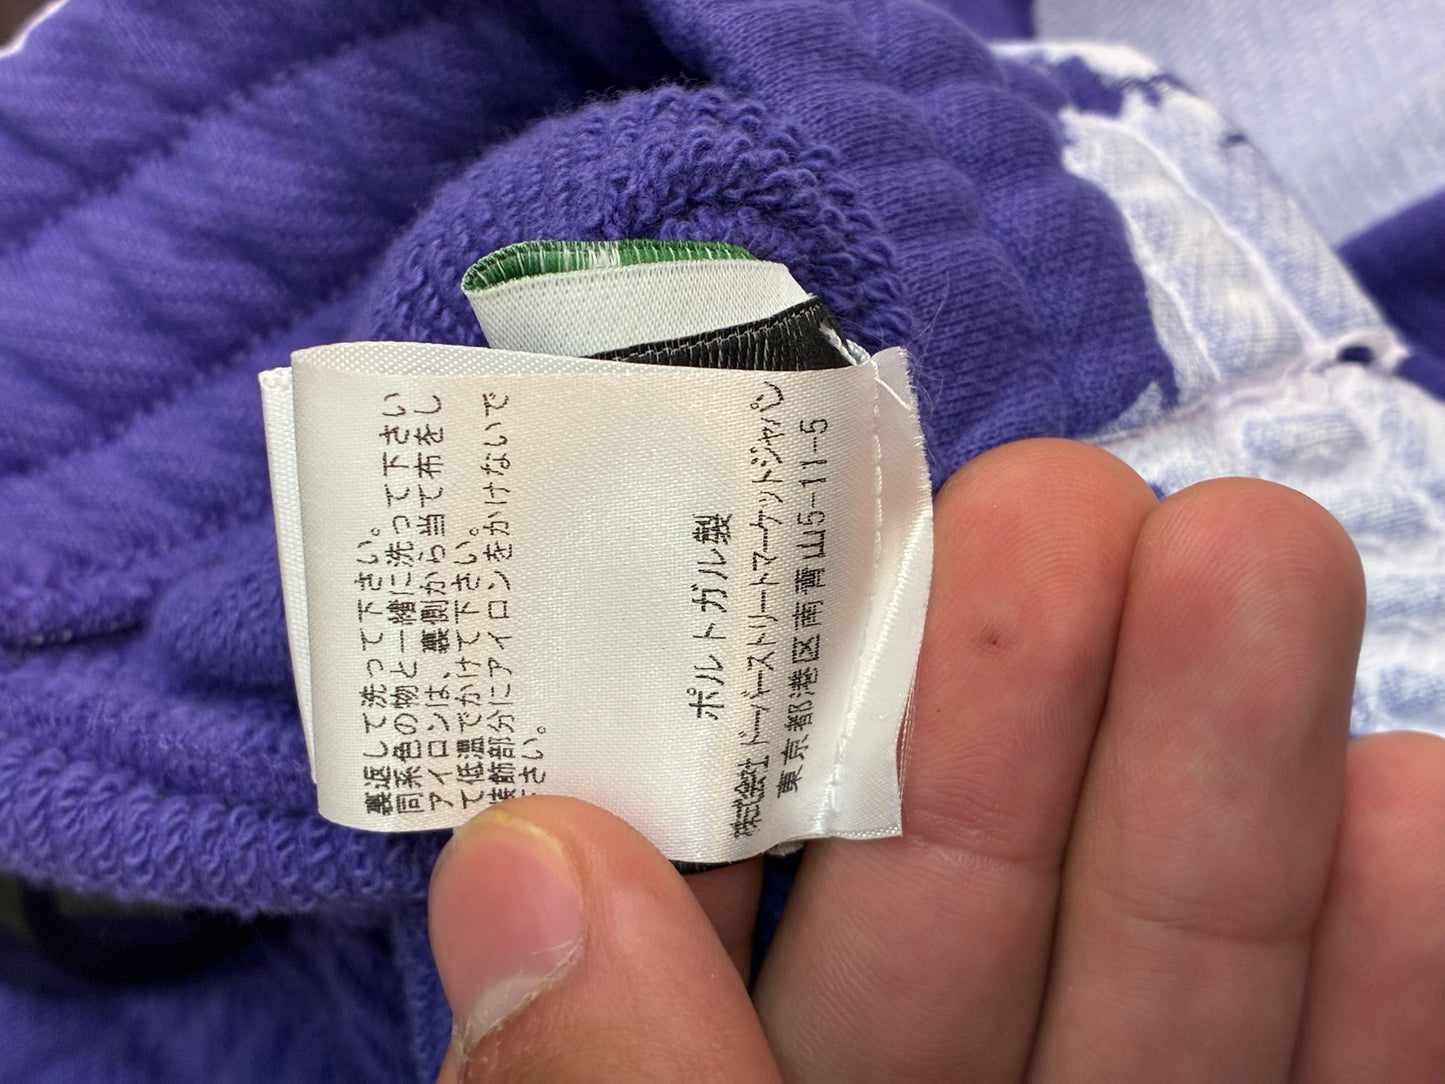 裏返して洗って下さい。
同系色の物と一緒に洗って下さい
アイロンは、裏側から当て布をし
て低温でかけて下さい。
装飾部分にアイロンをかけないで
下さい。
ポルトガル製
株式会社ドーバーストリートマーケットジャパン
東京都港区南青山5-11-5